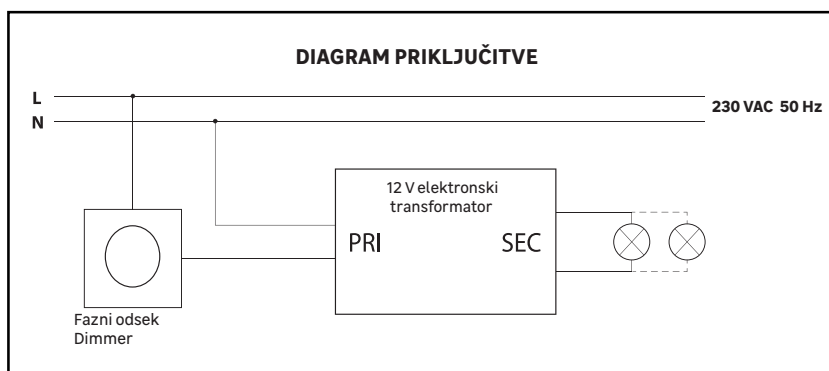 DIAGRAM PRIKLJUČITVE
L
N
230 VAC 50 Hz
12 V elektronski
transformator
PRI
SEC
Fazni odsek
Dimmer